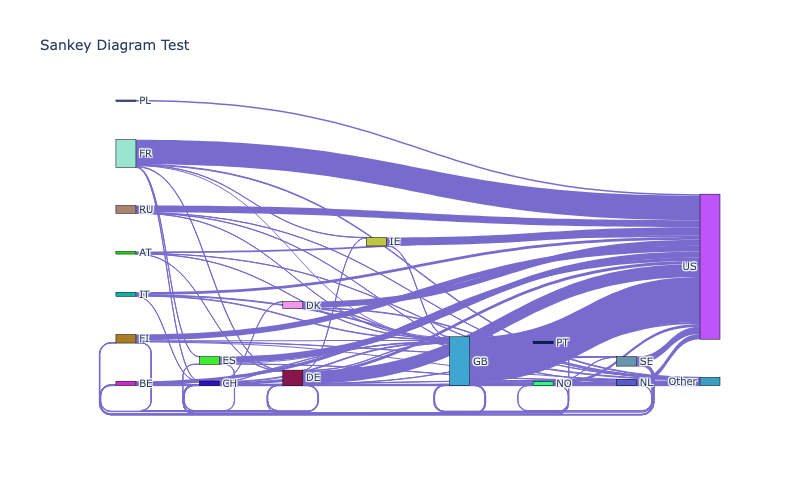 Sankey Diagram Test
PL
FR
RU
AT
IE
US
IT
DK
FI
PT
ES
GB
SE
DE
BE
CH
NO
NL
Other